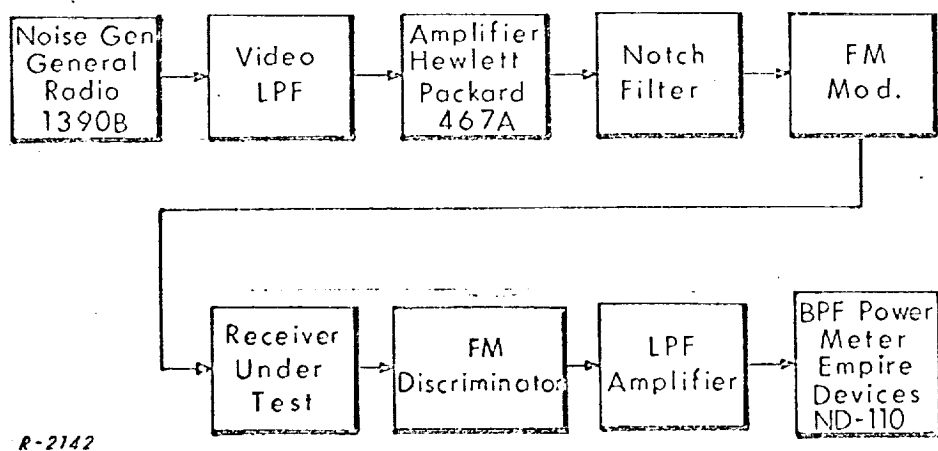 Noise Gen
General
Radio
1390B
Video
LPF
Amplifier
Hewlett
Packard
467A
Notch
Filter
FM
Mod.
Receiver
Under
Test
FM
Discriminator
LPF
Amplifier
BPF Power
Meter
Empire
Devices
ND-110
R-2142